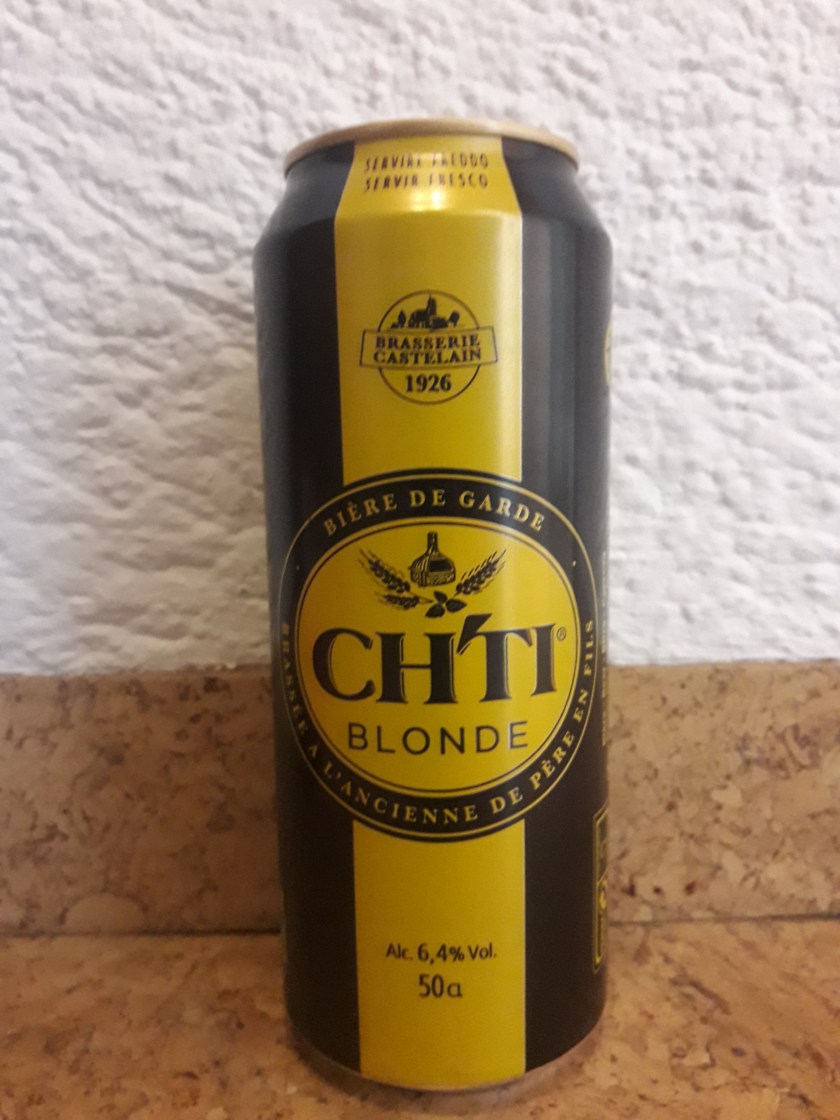 SERVIRE FREDDO
SERVIR FRESCO
BRASSERIE
CASTELAIN
1926
BIÈRE DE GARDE
CH'TI®
BLONDE
BRASSÉE A L'ANCIENNE DE PÈRE EN FILS
Alc. 6,4% Vol.
50cl